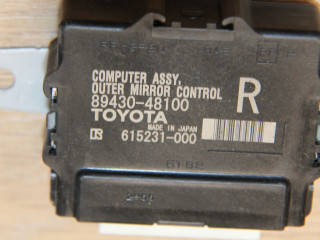 COMPUTER ASSY,
OUTER MIRROR CONTROL
89430-48100 R
TOYOTA
MADE IN JAPAN
615231-000